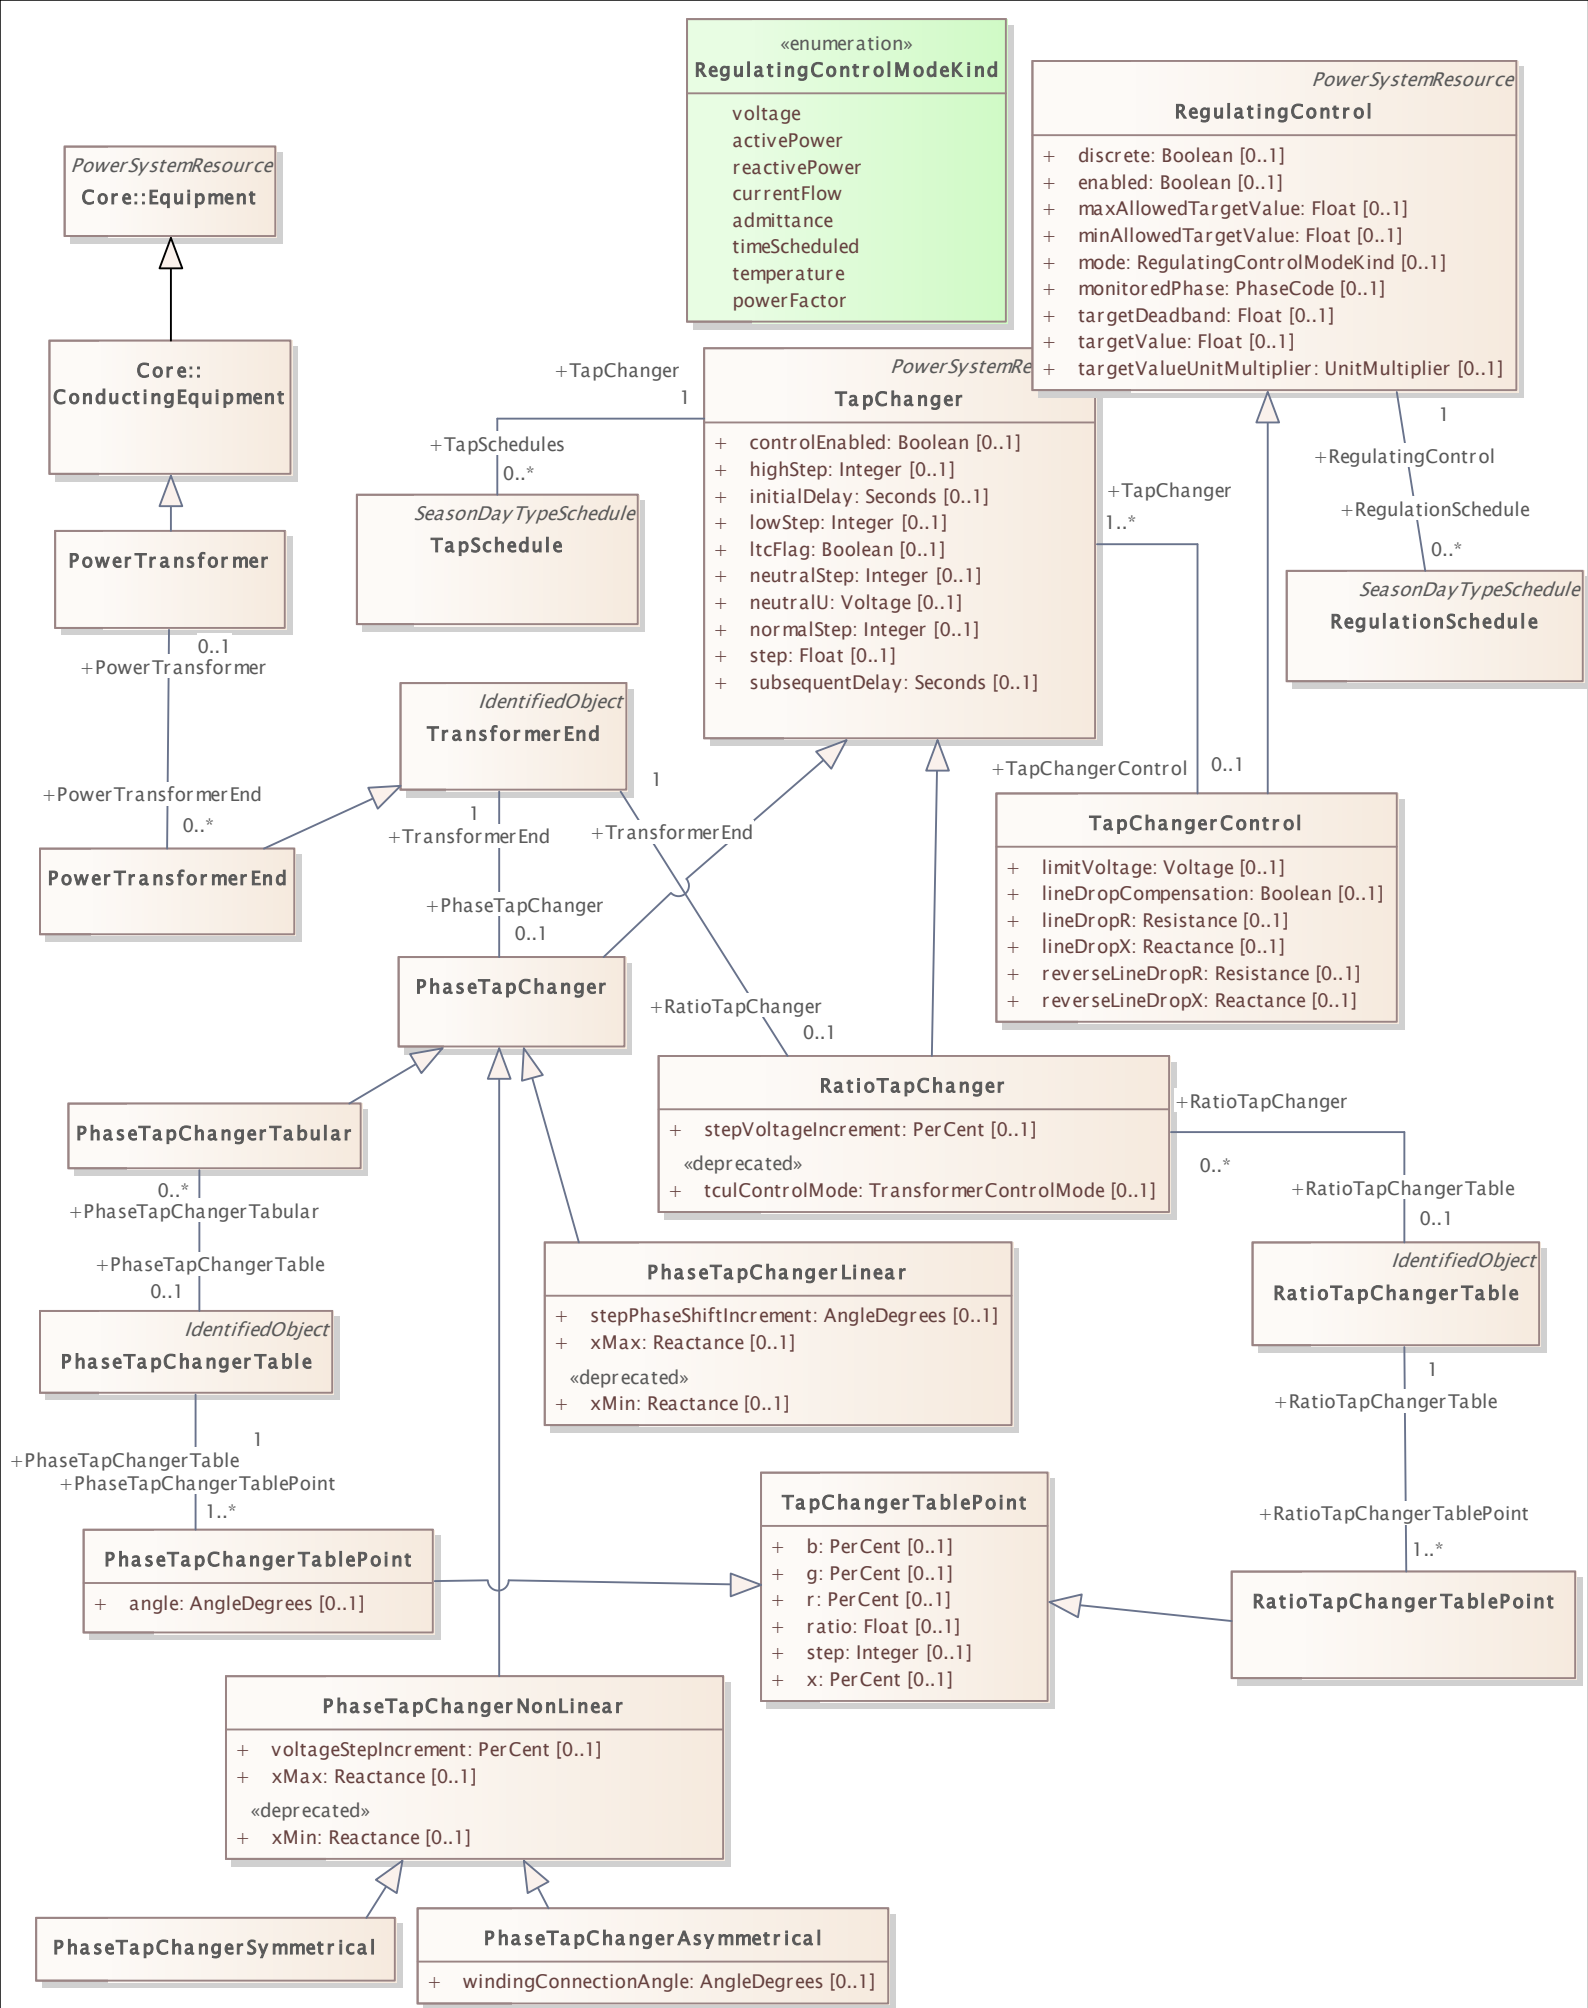 «enumeration»
RegulatingControlModeKind
voltage
activePower
reactivePower
currentFlow
admittance
timeScheduled
temperature
powerFactor
PowerSystemResource
RegulatingControl
+ discrete: Boolean [0..1]
+ enabled: Boolean [0..1]
+ maxAllowedTargetValue: Float [0..1]
+ minAllowedTargetValue: Float [0..1]
+ mode: RegulatingControlModeKind [0..1]
+ monitoredPhase: PhaseCode [0..1]
+ targetDeadband: Float [0..1]
+ targetValue: Float [0..1]
+ targetValueUnitMultiplier: UnitMultiplier [0..1]
PowerSystemResource
Core::Equipment
Core::
ConductingEquipment
PowerTransformer
0..1
+PowerTransformer
+PowerTransformerEnd
0..*
PowerTransformerEnd
+TapChanger
1
+TapSchedules
0..*
SeasonDayTypeSchedule
TapSchedule
PowerSystemRe
TapChanger
+ controlEnabled: Boolean [0..1]
+ highStep: Integer [0..1]
+ initialDelay: Seconds [0..1]
+ lowStep: Integer [0..1]
+ ltcFlag: Boolean [0..1]
+ neutralStep: Integer [0..1]
+ neutralU: Voltage [0..1]
+ normalStep: Integer [0..1]
+ step: Float [0..1]
+ subsequentDelay: Seconds [0..1]
+TapChanger
1..*
1
+RegulatingControl
+RegulationSchedule
0..*
SeasonDayTypeSchedule
RegulationSchedule
+TapChangerControl
0..1
TapChangerControl
+ limitVoltage: Voltage [0..1]
+ lineDropCompensation: Boolean [0..1]
+ lineDropR: Resistance [0..1]
+ lineDropX: Reactance [0..1]
+ reverseLineDropR: Resistance [0..1]
+ reverseLineDropX: Reactance [0..1]
IdentifiedObject
TransformerEnd
1
+TransformerEnd
1
+TransformerEnd
+PhaseTapChanger
0..1
PhaseTapChanger
+RatioTapChanger
0..1
RatioTapChanger
+ stepVoltageIncrement: PerCent [0..1]
«deprecated»
+ tculControlMode: TransformerControlMode [0..1]
+RatioTapChanger
0..*
+RatioTapChangerTable
0..1
IdentifiedObject
RatioTapChangerTable
1
+RatioTapChangerTable
+RatioTapChangerTablePoint
1..*
RatioTapChangerTablePoint
PhaseTapChangerTabular
0..*
+PhaseTapChangerTabular
+PhaseTapChangerTable
0..1
IdentifiedObject
PhaseTapChangerTable
1
+PhaseTapChangerTable
+PhaseTapChangerTablePoint
1..*
PhaseTapChangerTablePoint
+ angle: AngleDegrees [0..1]
PhaseTapChangerLinear
+ stepPhaseShiftIncrement: AngleDegrees [0..1]
+ xMax: Reactance [0..1]
«deprecated»
+ xMin: Reactance [0..1]
TapChangerTablePoint
+ b: PerCent [0..1]
+ g: PerCent [0..1]
+ r: PerCent [0..1]
+ ratio: Float [0..1]
+ step: Integer [0..1]
+ x: PerCent [0..1]
PhaseTapChangerNonLinear
+ voltageStepIncrement: PerCent [0..1]
+ xMax: Reactance [0..1]
«deprecated»
+ xMin: Reactance [0..1]
PhaseTapChangerSymmetrical
PhaseTapChangerAsymmetrical
+ windingConnectionAngle: AngleDegrees [0..1]